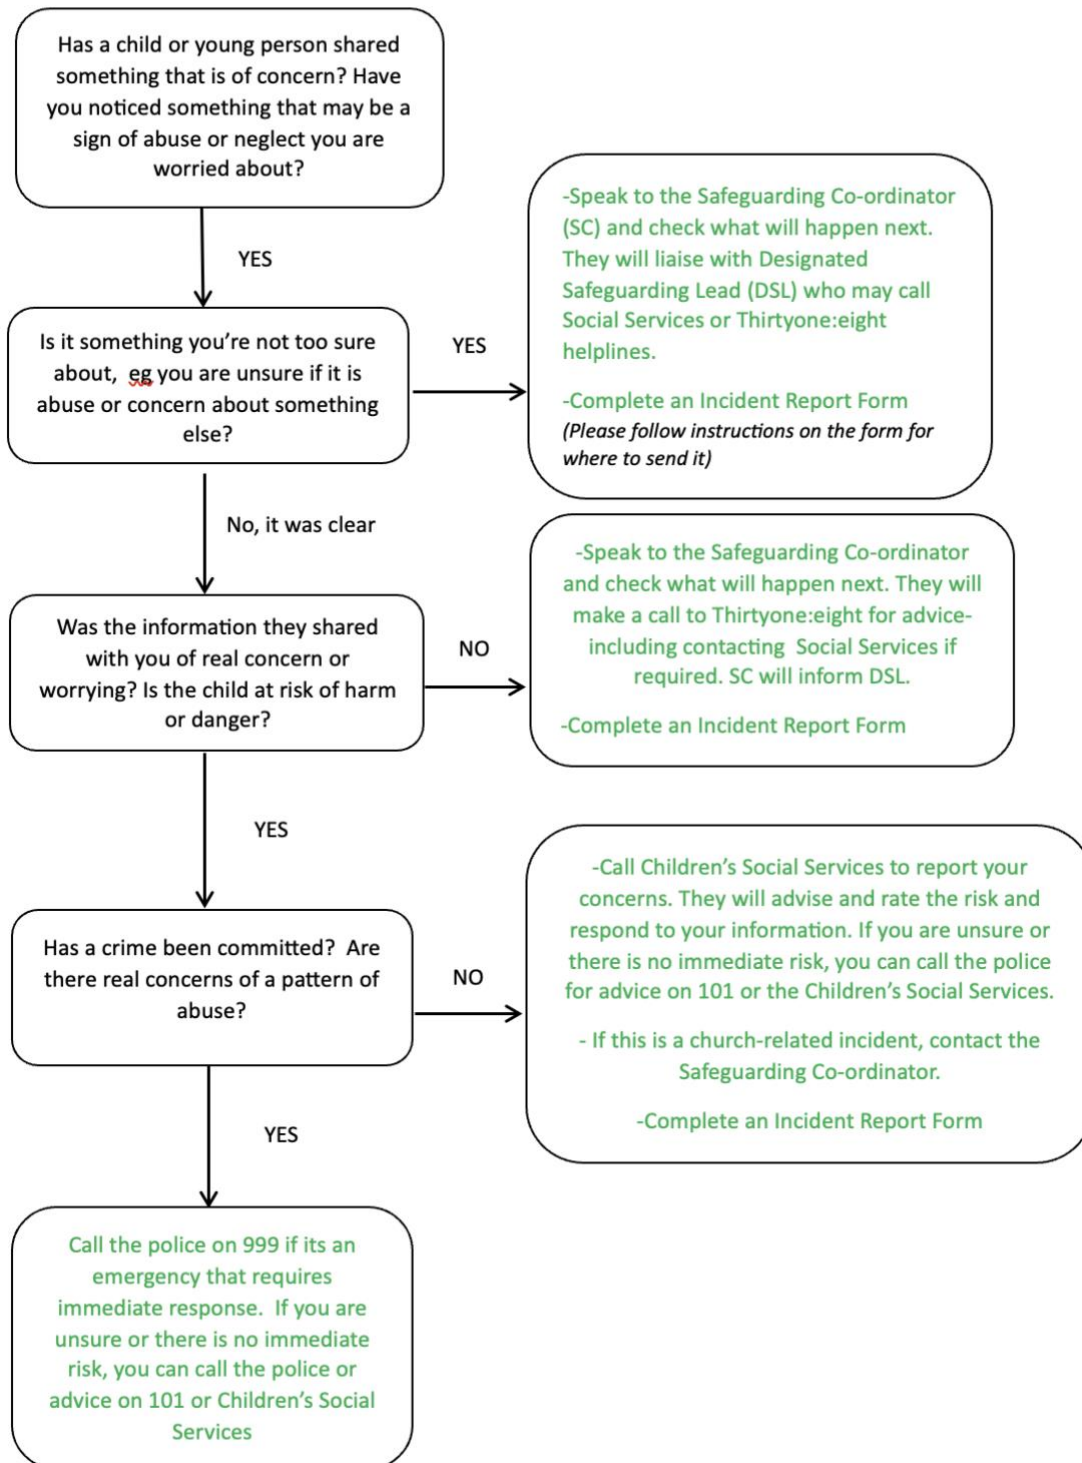 Has a child or young person shared
something that is of concern? Have
you noticed something that may be a
sign of abuse or neglect you are
worried about?
YES
-Speak to the Safeguarding Co-ordinator
(SC) and check what will happen next.
They will liaise with Designated
Safeguarding Lead (DSL) who may call
Social Services or Thirtyone:eight
helplines.
-Complete an Incident Report Form
(Please follow instructions on the form for
where to send it)
Is it something you’re not too sure
about,  eg you are unsure if it is
abuse or concern about something
else?
YES
No, it was clear
-Speak to the Safeguarding Co-ordinator
and check what will happen next. They will
make a call to Thirtyone:eight for advice-
including contacting  Social Services if
required. SC will inform DSL.
-Complete an Incident Report Form
Was the information they shared
with you of real concern or
worrying? Is the child at risk of harm
or danger?
NO
YES
-Call Children’s Social Services to report your
concerns. They will advise and rate the risk and
respond to your information. If you are unsure or
there is no immediate risk, you can call the police
for advice on 101 or the Children’s Social Services.
- If this is a church-related incident, contact the
Safeguarding Co-ordinator.
-Complete an Incident Report Form
Has a crime been committed?  Are
there real concerns of a pattern of
abuse?
NO
YES
Call the police on 999 if its an
emergency that requires
immediate response.  If you are
unsure or there is no immediate
risk, you can call the police or
advice on 101 or Children’s Social
Services